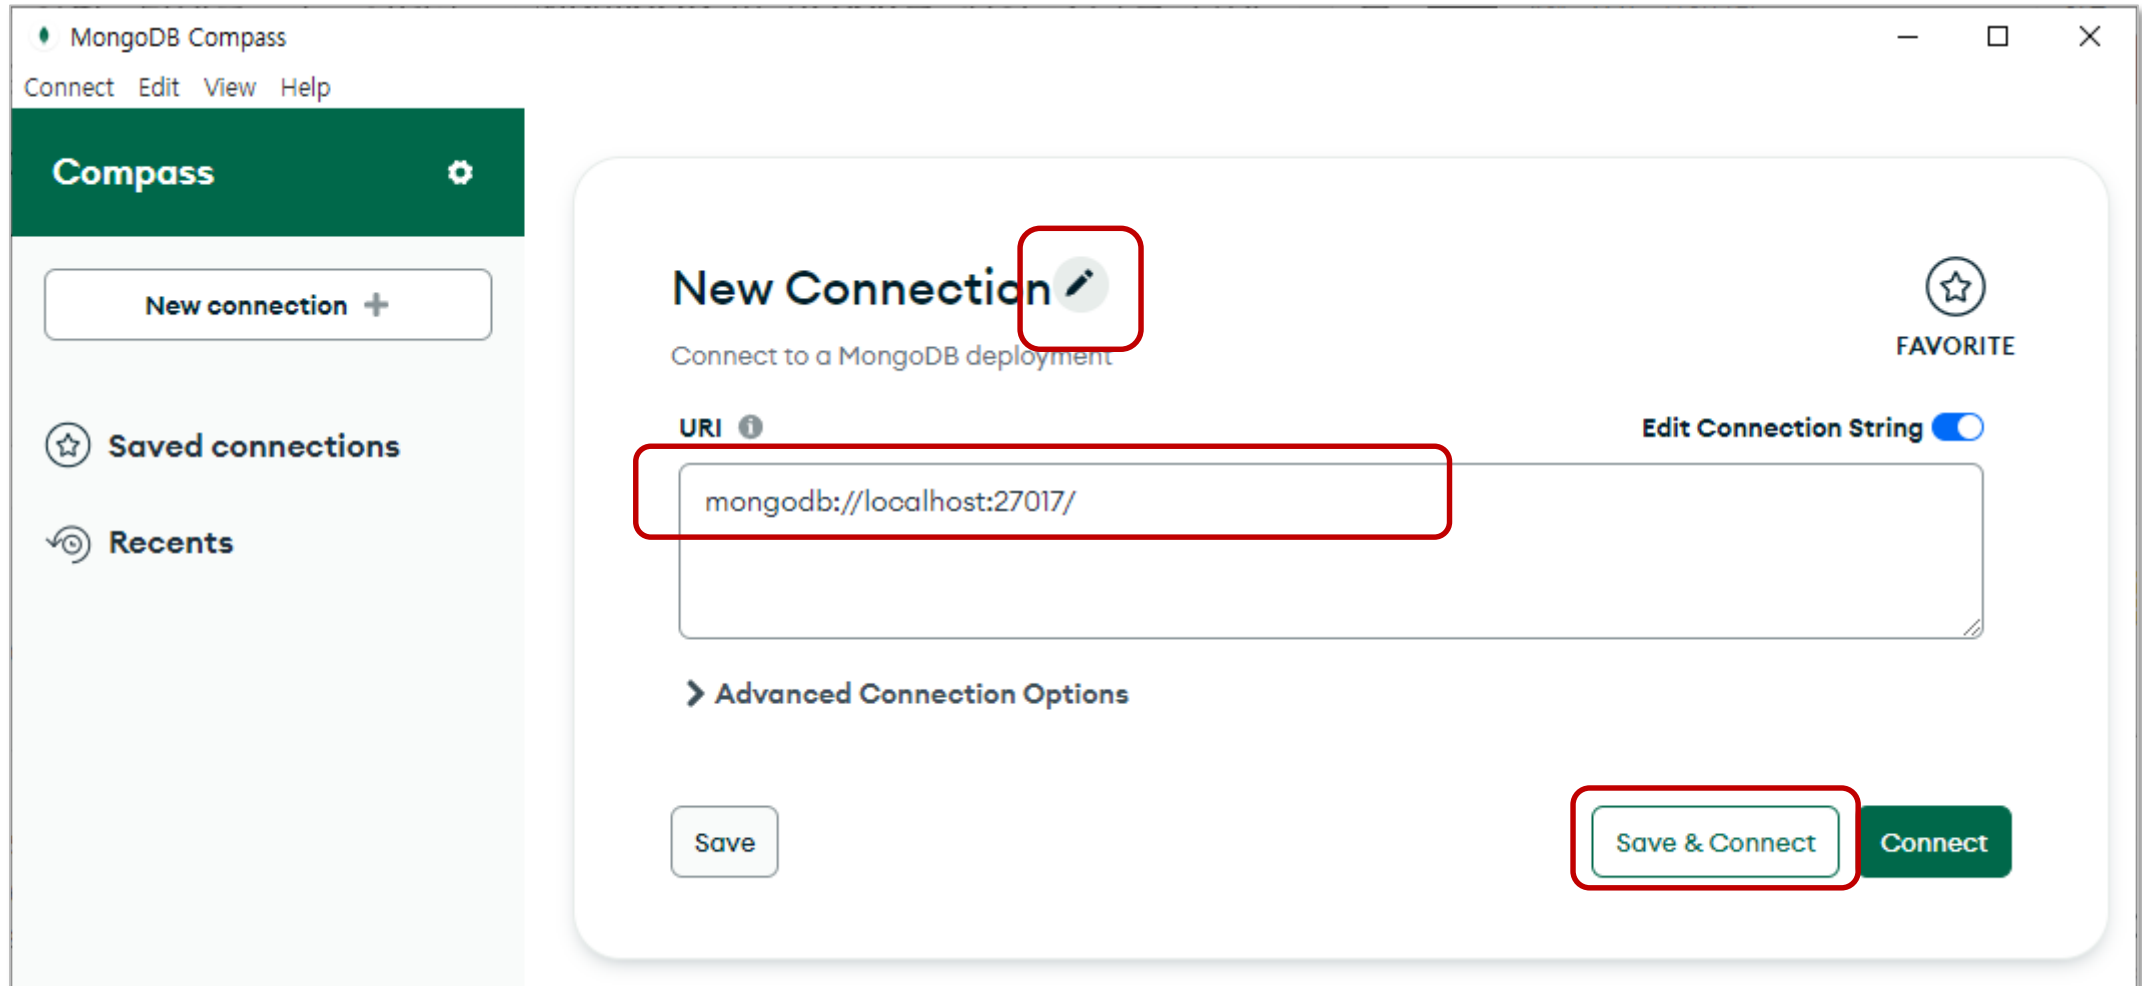 MongoDB Compass
Connect Edit View Help
Compass
New connection
Saved connections
Recents
New Connection
Connect to a MongoDB deployment
FAVORITE
URI
Edit Connection String
mongodb://localhost:27017/
Advanced Connection Options
Save
Save & Connect
Connect